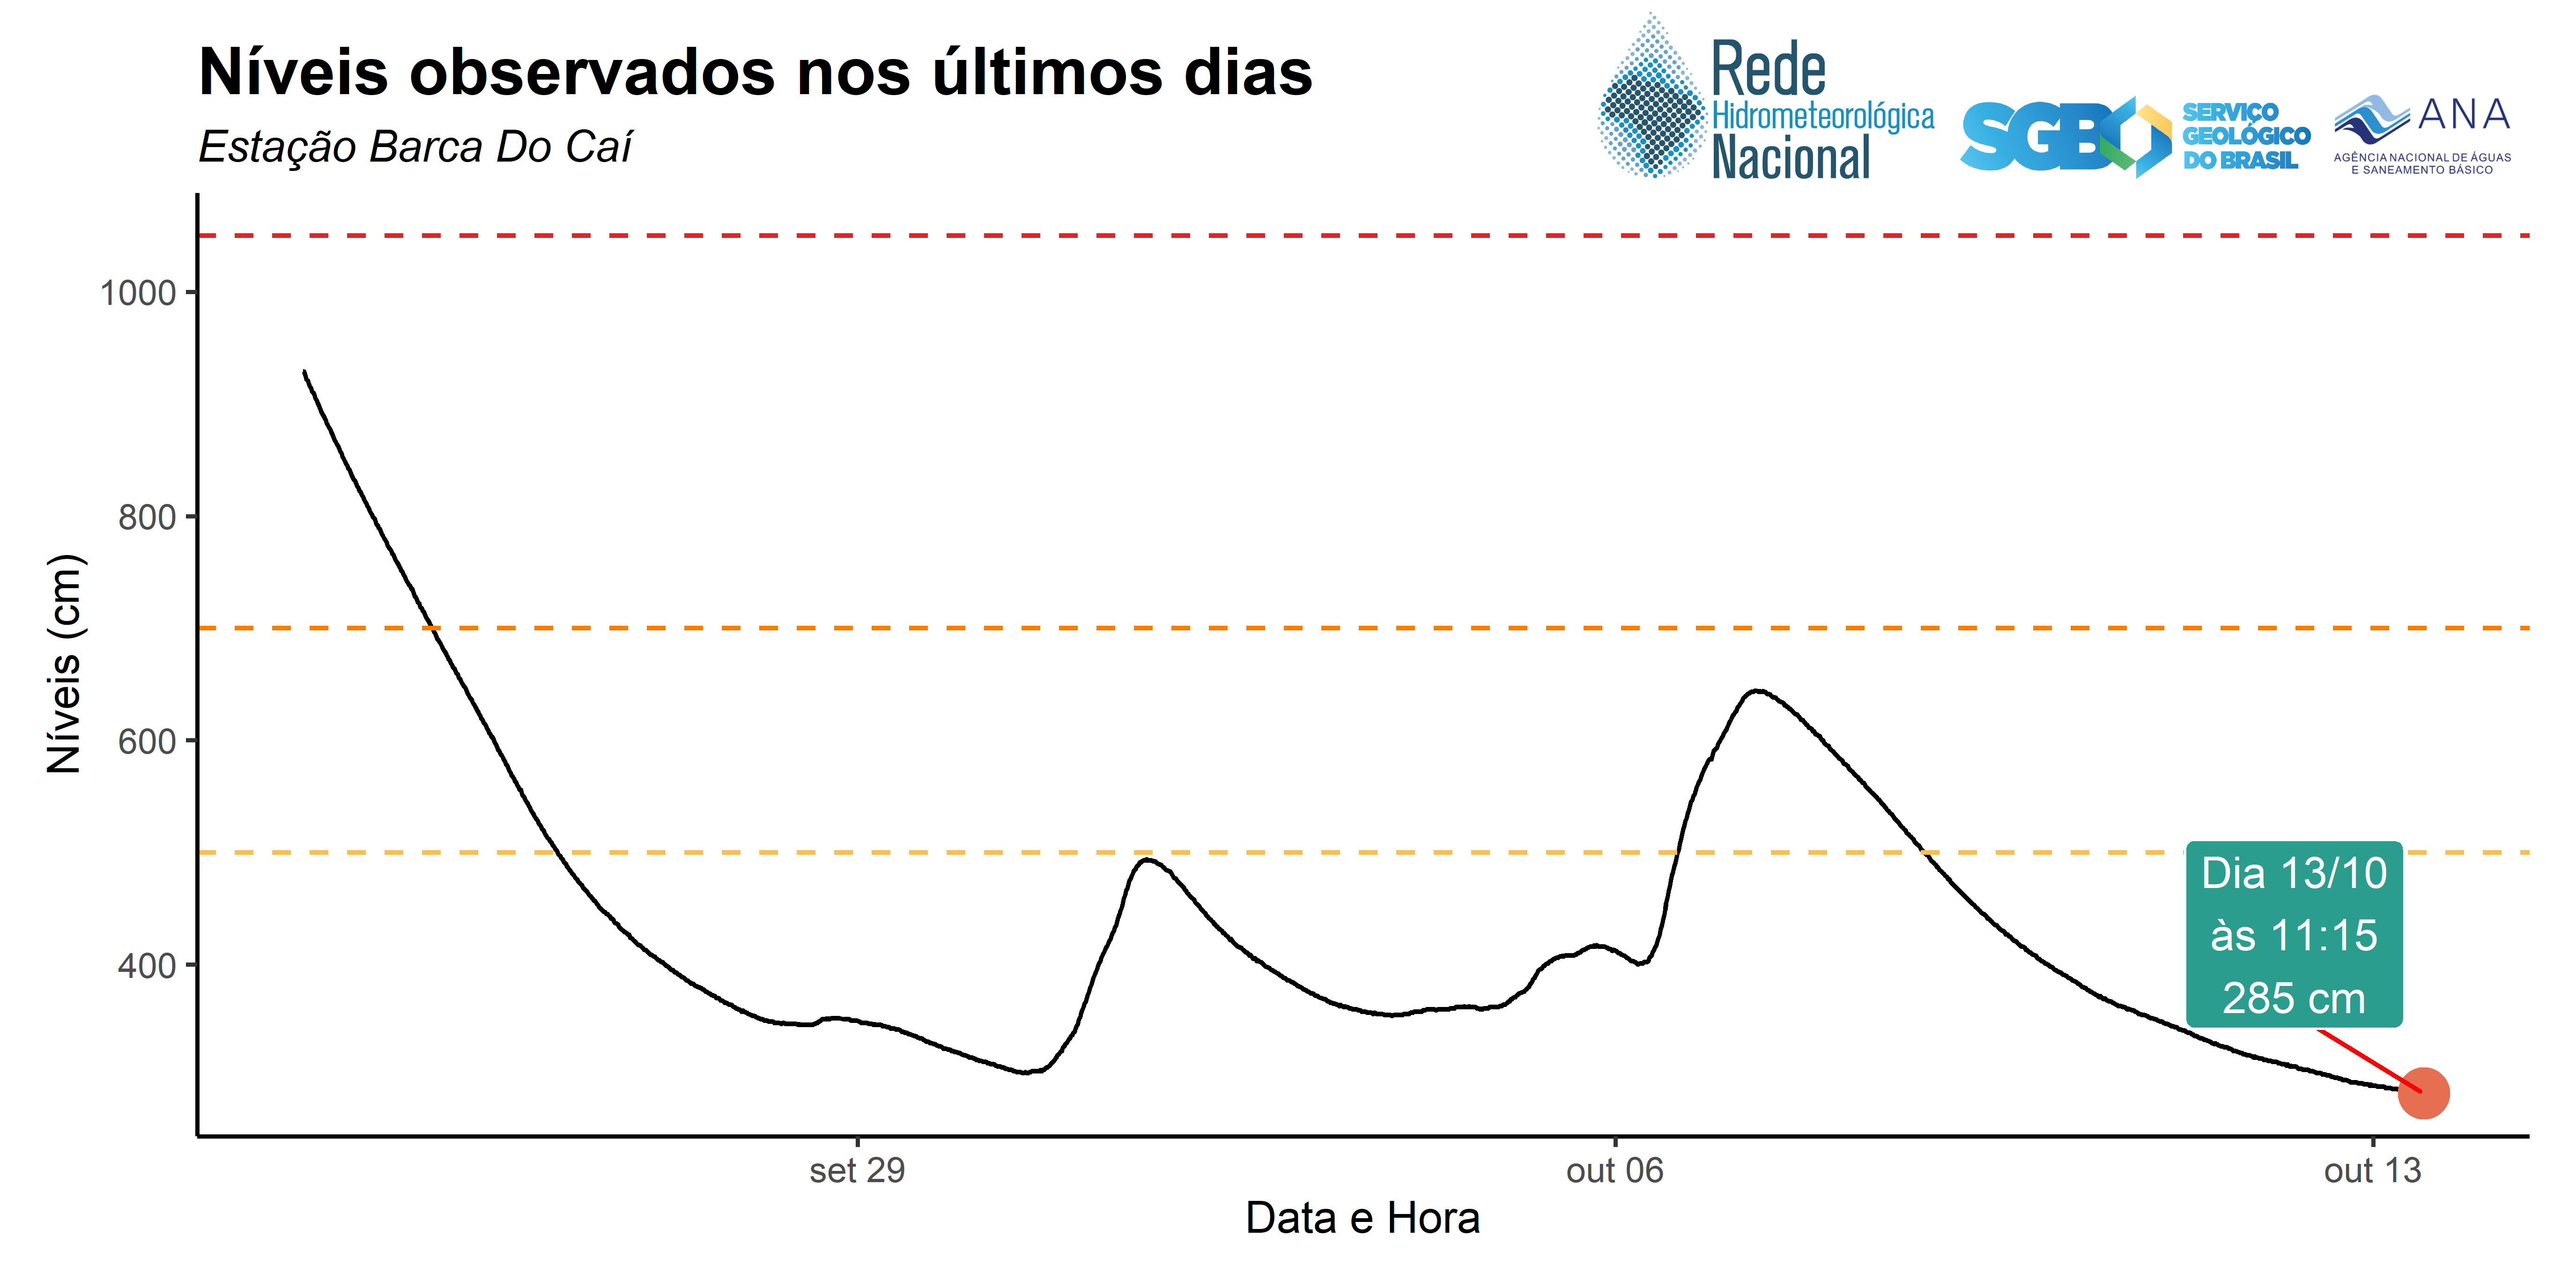 Níveis observados nos últimos dias
Estação Barca Do Caí
Rede
Hidrometeorológica
Nacional
SGB
SERVIÇO
GEOLÓGICO
DO BRASIL
ANA
AGÊNCIA NACIONAL DE ÁGUAS
E SANEAMENTO BÁSICO
Níveis (cm)
1000
800
600
400
Dia 13/10
às 11:15
285 cm
set 29
out 06
out 13
Data e Hora